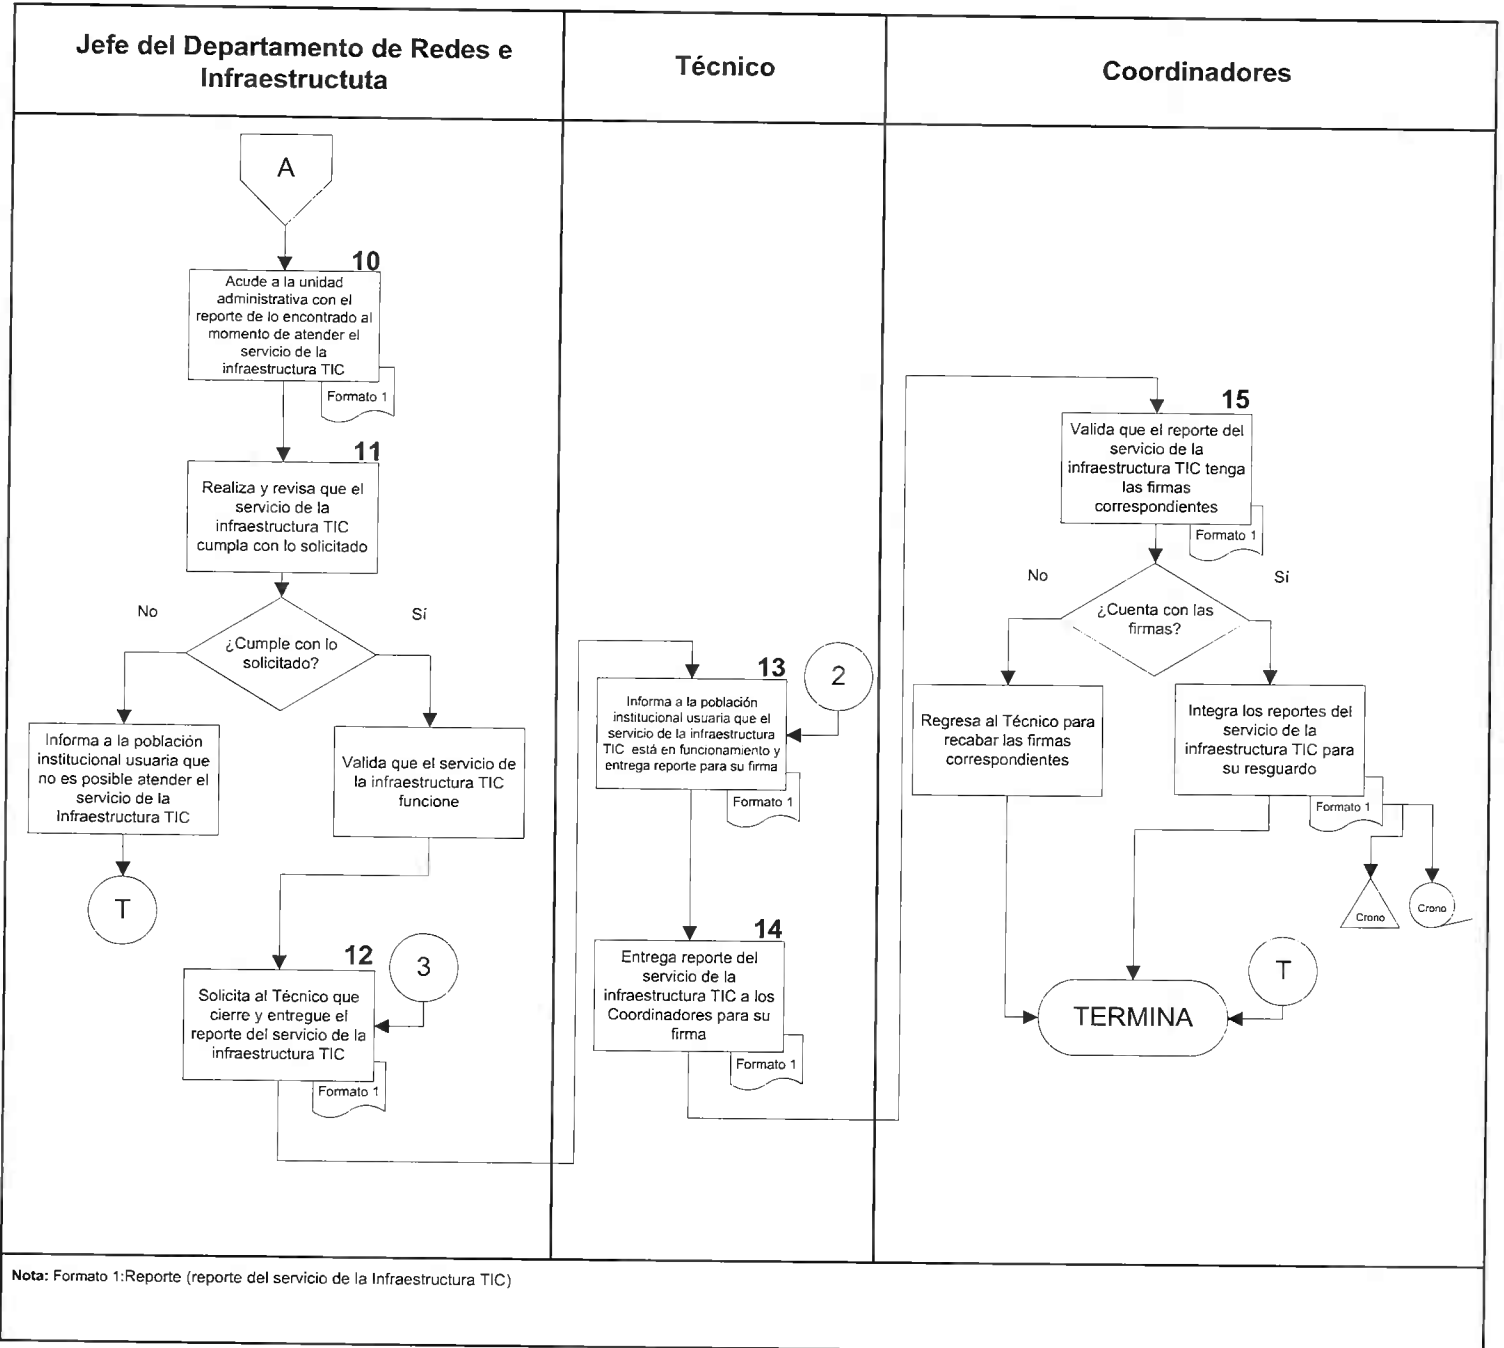 Jefe del Departamento de Redes e
Infraestructuta
Técnico
Coordinadores
A
10
Acude a la unidad
administrativa con el
reporte de lo encontrado al
momento de atender el
servicio de la
infraestructura TIC
Formato 1
11
Realiza y revisa que el
servicio de la
infraestructura TIC
cumpla con lo solicitado
No
Sí
¿Cumple con lo
solicitado?
Informa a la población
institucional usuaria que
no es posible atender el
servicio de la
Infraestructura TIC
T
Valida que el servicio de
la infraestructura TIC
funcione
12
3
Solicita al Técnico que
cierre y entregue el
reporte del servicio de la
infraestructura TIC
Formato 1
13
2
Informa a la población
institucional usuaria que el
servicio de la infraestructura
TIC está en funcionamiento y
entrega reporte para su firma
Formato 1
14
Entrega reporte del
servicio de la
infraestructura TIC a los
Coordinadores para su
firma
Formato 1
15
Valida que el reporte del
servicio de la
infraestructura TIC tenga
las firmas
correspondientes
Formato 1
No
Sí
¿Cuenta con las
firmas?
Regresa al Técnico para
recabar las firmas
correspondientes
Integra los reportes del
servicio de la
infraestructura TIC para
su resguardo
Formato 1
Crono
Crono
T
TERMINA
Nota: Formato 1:Reporte (reporte del servicio de la Infraestructura TIC)